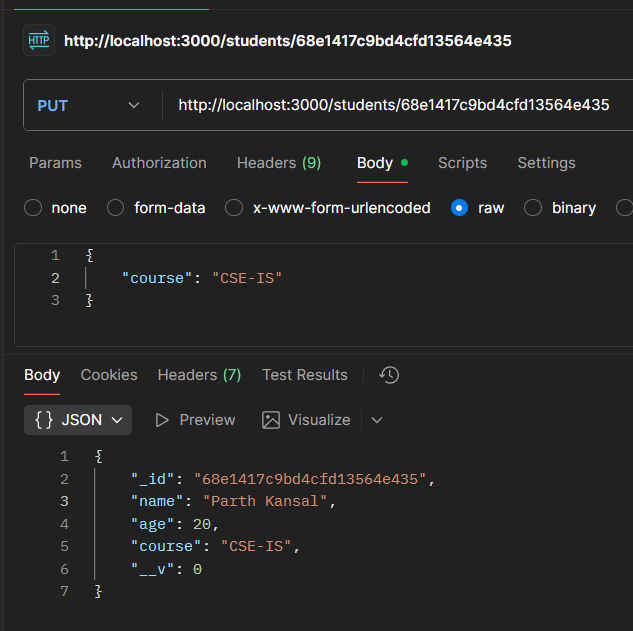 HTTP http://localhost:3000/students/68e1417c9bd4cfd13564e435
PUT http://localhost:3000/students/68e1417c9bd4cfd13564e435
Params Authorization Headers (9) Body Scripts Settings
none form-data x-www-form-urlencoded raw binary
1 {
2 "course": "CSE-IS"
3 }
Body Cookies Headers (7) Test Results
{} JSON Preview Visualize
1 {
2 "_id": "68e1417c9bd4cfd13564e435",
3 "name": "Parth Kansal",
4 "age": 20,
5 "course": "CSE-IS",
6 "__v": 0
7 }